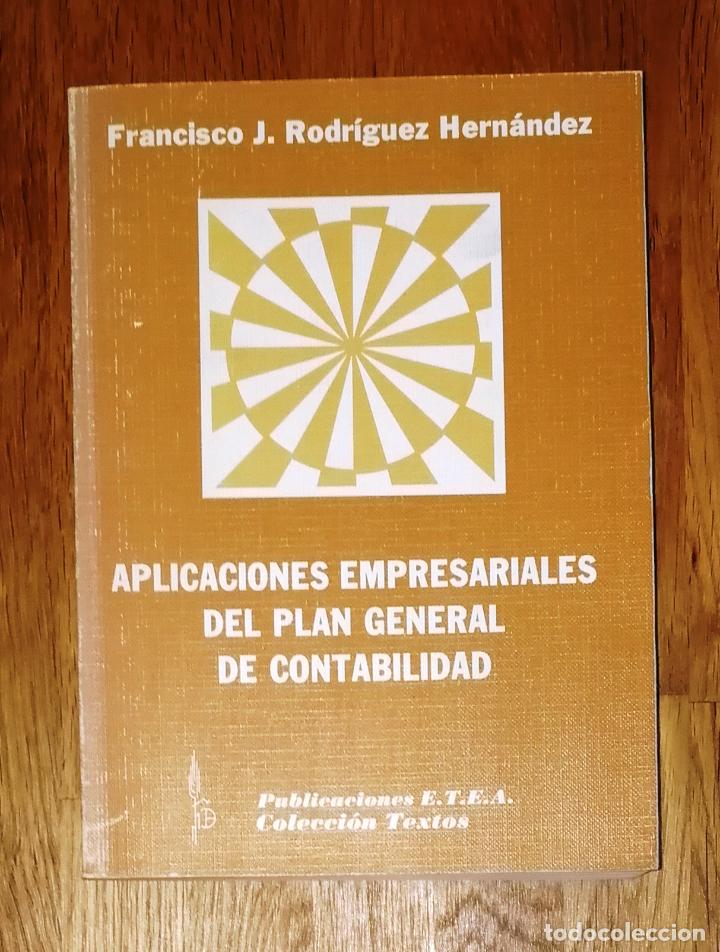 Francisco J. Rodríguez Hernández
APLICACIONES EMPRESARIALES
DEL PLAN GENERAL
DE CONTABILIDAD
Publicaciones E.T.E.A.
Colección Textos
todocoleccion